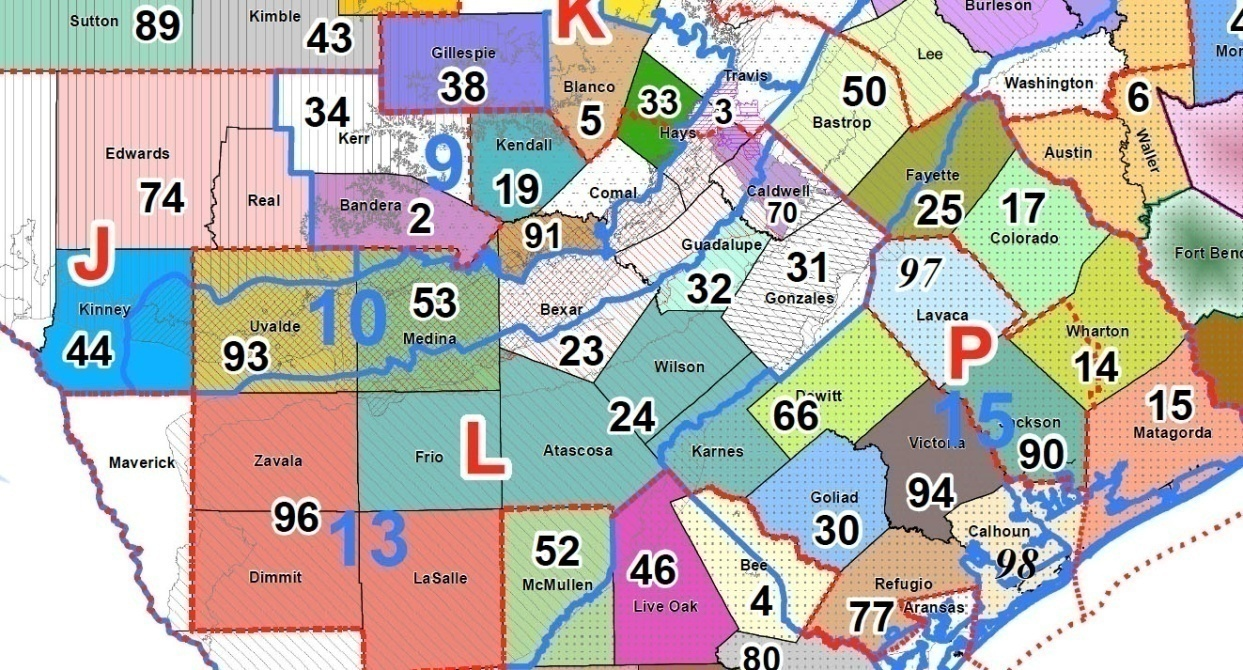 Sutton 89
Kimble
43
Gillespie
38
K
Blanco
5
33
Hays
Travis
3
Burleson
Lee
50
Bastrop
Washington
6
Waller
Austin
34
Kerr
9
Kendall
19
Comal
Edwards
74
Real
Bandera 2
91
Caldwell
70
Fayette
25
17
Colorado
Guadalupe
32
31
Gonzales
97
Lavaca
Fort Bend
J
Kinney
44
Uvalde
93
10
53
Medina
Bexar
23
Wilson
24
P
Wharton
14
15
Matagorda
15
Jackson
90
Dewitt
66
Victoria
94
Maverick
Zavala
Frio
L
Atascosa
Karnes
Goliad
30
Calhoun
98
96
13
Dimmit
LaSalle
52
McMullen
46
Live Oak
Bee
4
Refugio
77
Aransas
80